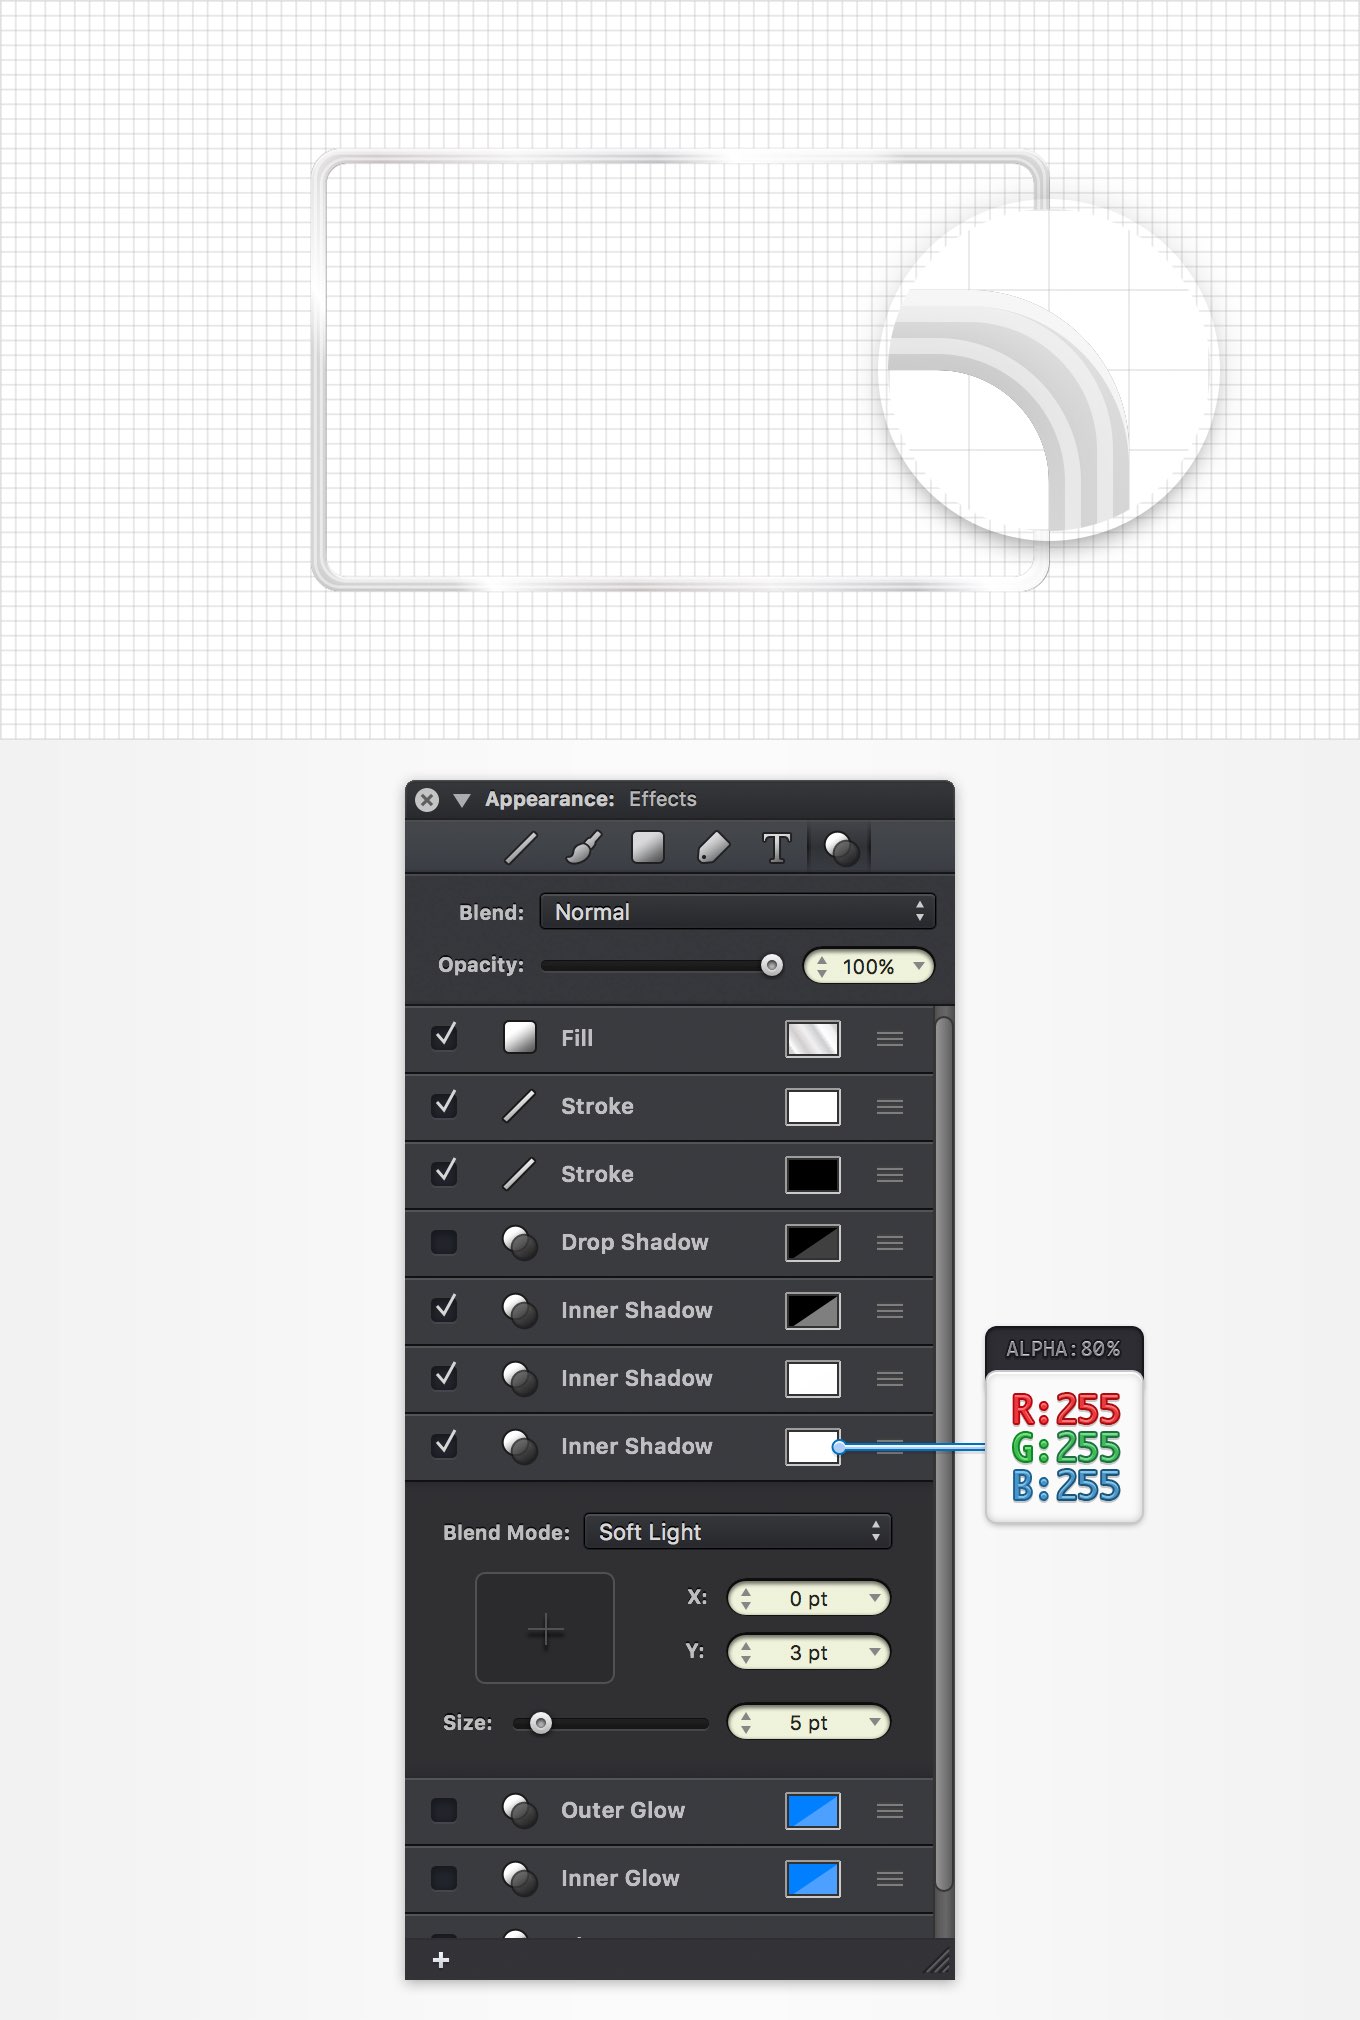 Appearance: Effects
T
Blend: Normal
Opacity: 100%
Fill
Stroke
Stroke
Drop Shadow
Inner Shadow
Inner Shadow
Inner Shadow
ALPHA:80%
R:255
G:255
B:255
Blend Mode: Soft Light
X: 0 pt
Y: 3 pt
Size: 5 pt
Outer Glow
Inner Glow